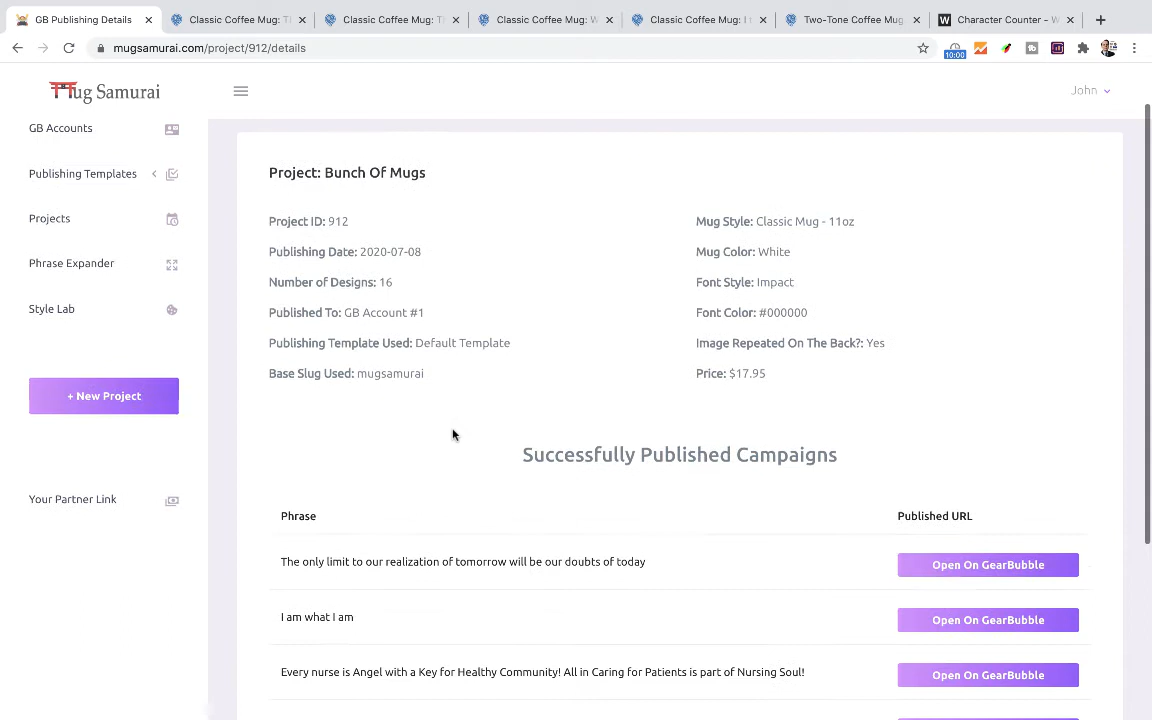 GB Publishing Details
Classic Coffee Mug: T
Classic Coffee Mug: T
Classic Coffee Mug: W
Classic Coffee Mug: I t
Two-Tone Coffee Mug
W Character Counter - W
mugsamurai.com/project/912/details
10:00
Mug Samurai
John
GB Accounts
Publishing Templates
Projects
Phrase Expander
Style Lab
+ New Project
Your Partner Link
Project: Bunch Of Mugs
Project ID: 912
Mug Style: Classic Mug - 11oz
Publishing Date: 2020-07-08
Mug Color: White
Number of Designs: 16
Font Style: Impact
Published To: GB Account #1
Font Color: #000000
Publishing Template Used: Default Template
Image Repeated On The Back?: Yes
Base Slug Used: mugsamurai
Price: $17.95
Successfully Published Campaigns
Phrase
Published URL
The only limit to our realization of tomorrow will be our doubts of today
Open On GearBubble
I am what I am
Open On GearBubble
Every nurse is Angel with a Key for Healthy Community! All in Caring for Patients is part of Nursing Soul!
Open On GearBubble